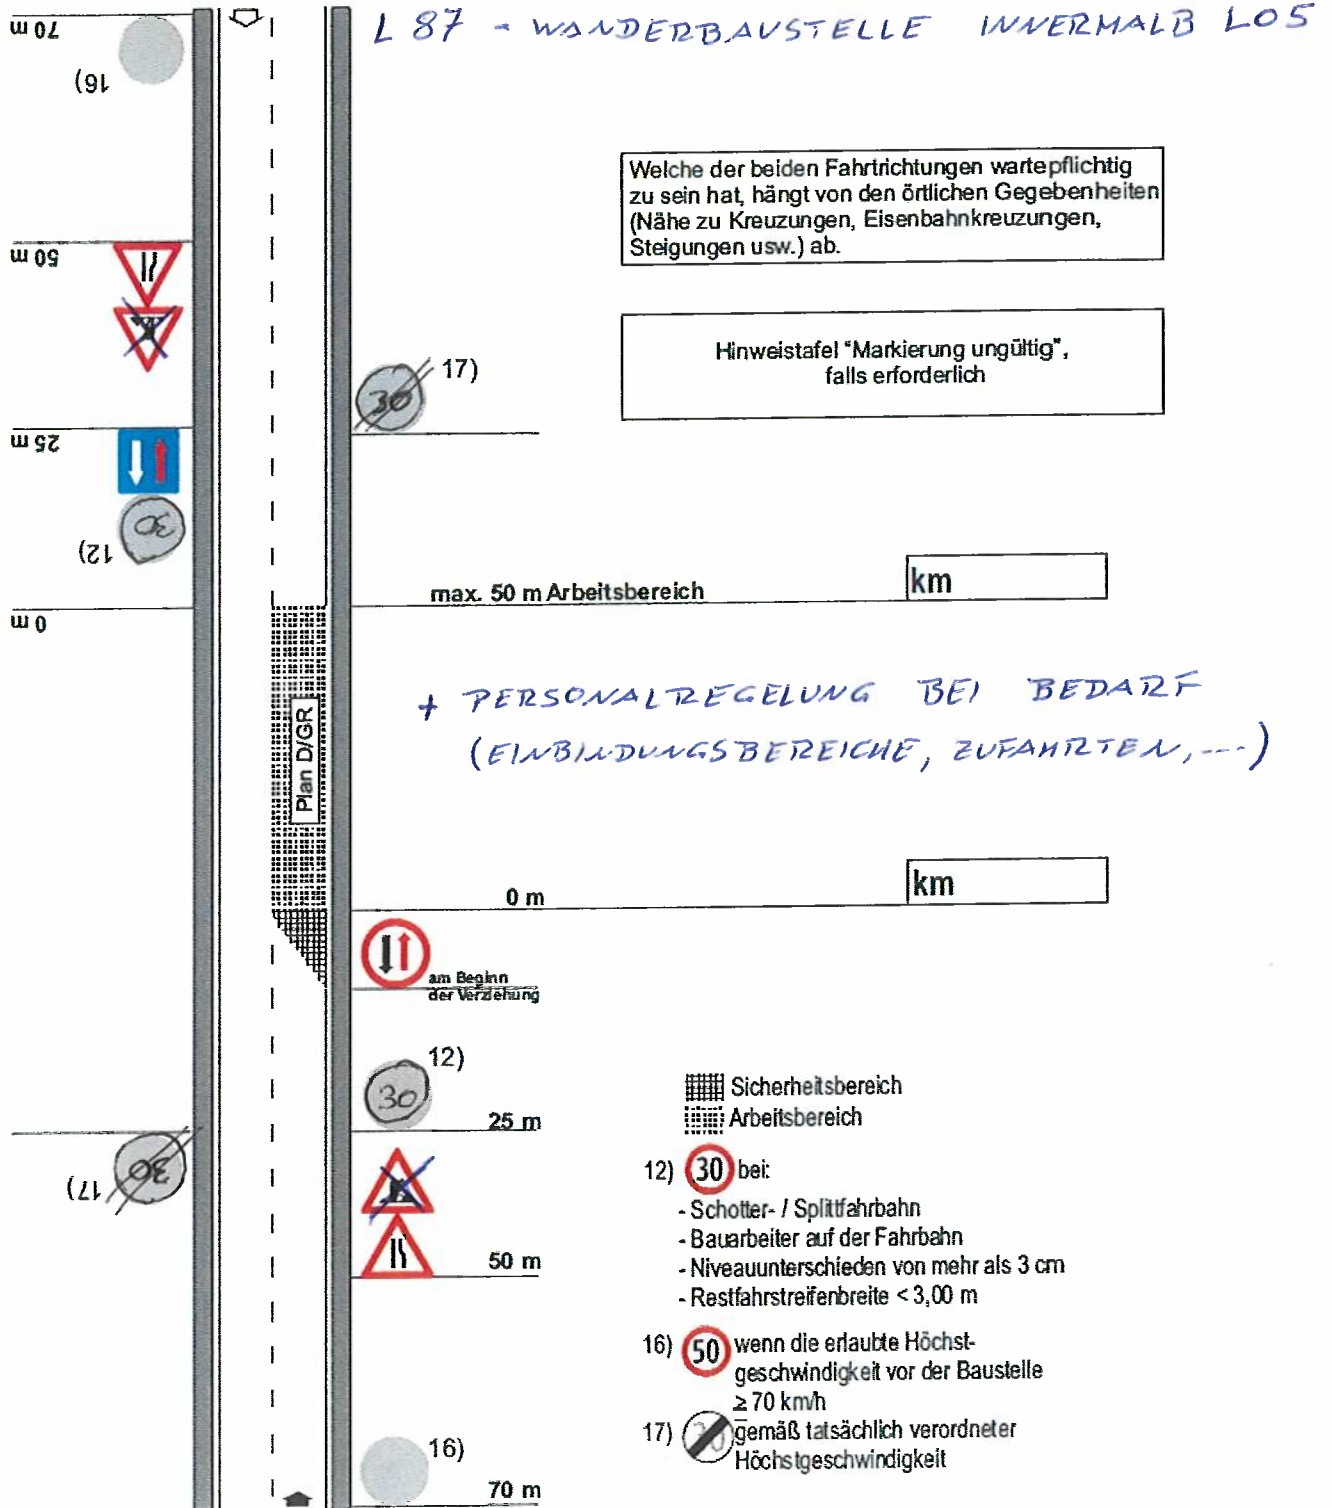 L 87 - WANDERBAUSTELLE INNERHALB LO5
70 m
16)
Welche der beiden Fahrtrichtungen wartepflichtig
zu sein hat, hängt von den örtlichen Gegebenheiten
(Nähe zu Kreuzungen, Eisenbahnkreuzungen,
Steigungen usw.) ab.
50 m
Hinweistafel "Markierung ungültig",
falls erforderlich
17)
30
25 m
30
12)
max. 50 m Arbeitsbereich
km
0 m
+ PERSONALREGELUNG BEI BEDARF
(EINBINDUNGSBEREICHE, ZUFAHRTEN, ---)
Plan D/GR
0 m
km
am Beginn
der Verziehung
12)
30
25 m
17)
30
50 m
16)
70 m
Sicherheitsbereich
Arbeitsbereich
12) 30 bei:
- Schotter- / Splittfahrbahn
- Bauarbeiter auf der Fahrbahn
- Niveauunterschieden von mehr als 3 cm
- Restfahrstreifenbreite < 3,00 m
16) 50 wenn die erlaubte Höchst-
geschwindigkeit vor der Baustelle
≥ 70 km/h
17) gemäß tatsächlich verordneter
Höchstgeschwindigkeit